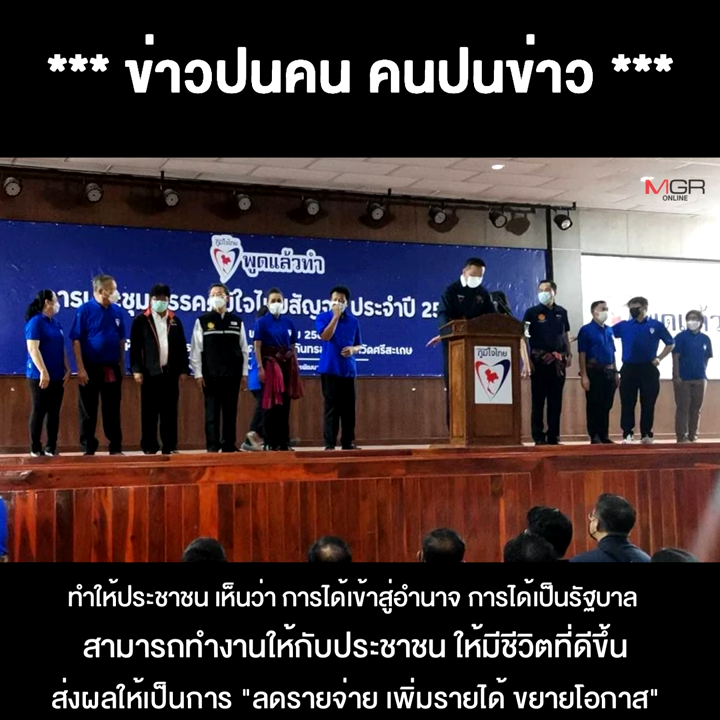 *** ข่าวปนคน คนปนข่าว ***
MGR
ONLINE
ภูมิใจไทย
พูดแล้วทำ
ประจำปี
ภูมิใจไทย
ทำให้ประชาชน เห็นว่า การได้เข้าสู่อำนาจ การได้เป็นรัฐบาล
สามารถทำงานให้กับประชาชน ให้มีชีวิตที่ดีขึ้น
ส่งผลให้เป็นการ "ลดรายจ่าย เพิ่มรายได้ ขยายโอกาส"